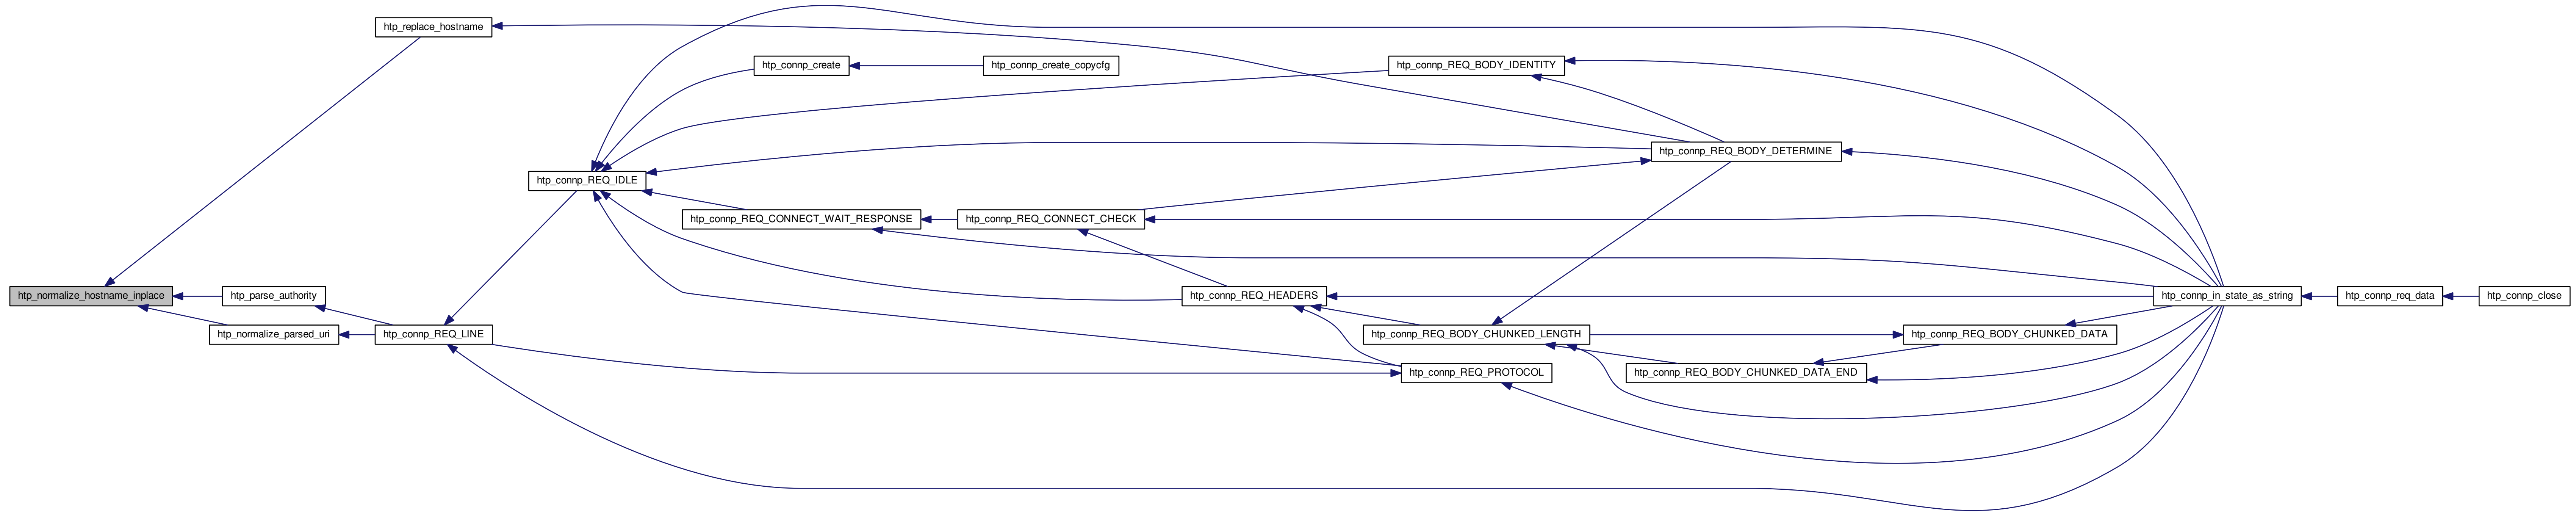 htp_replace_hostname
htp_connp_create
htp_connp_create_copycfg
htp_connp_REQ_BODY_IDENTITY
htp_connp_REQ_BODY_DETERMINE
htp_connp_REQ_IDLE
htp_connp_REQ_CONNECT_WAIT_RESPONSE
htp_connp_REQ_CONNECT_CHECK
htp_normalize_hostname_inplace
htp_parse_authority
htp_connp_REQ_HEADERS
htp_connp_in_state_as_string
htp_connp_req_data
htp_connp_close
htp_normalize_parsed_uri
htp_connp_REQ_LINE
htp_connp_REQ_BODY_CHUNKED_LENGTH
htp_connp_REQ_BODY_CHUNKED_DATA
htp_connp_REQ_PROTOCOL
htp_connp_REQ_BODY_CHUNKED_DATA_END